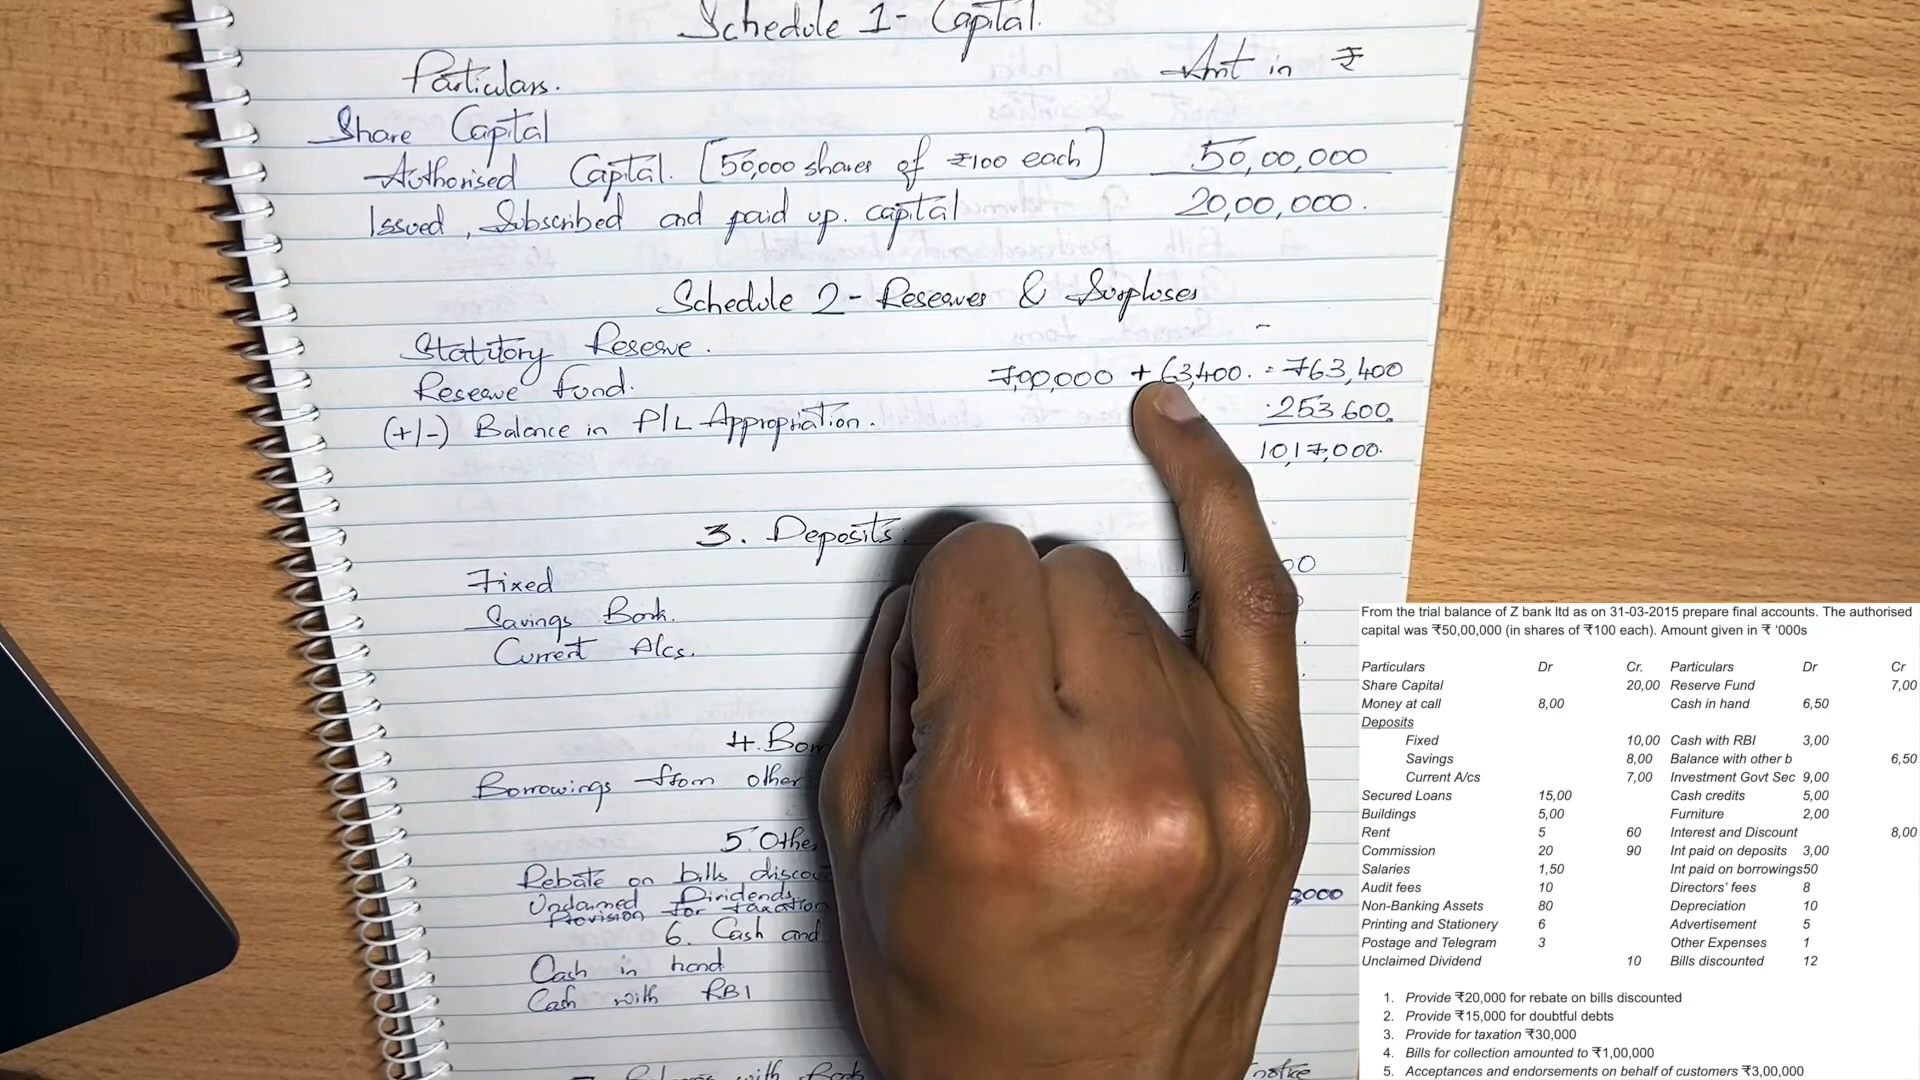 Schedule 1 - Capital.
Particulars. Amt in ₹
Share Capital
Authorised Capital. [50,000 shares of ₹100 each] 50,00,000
Issued, Subscribed and paid up. capital 20,00,000.
Schedule 2 - Reserves & Surpluses
Statutory Reserve. -
Reserve fund. 7,00,000 + 63,400. = 763,400
(+/-) Balance in P/L Appropriation. 253600.
10,17,000.
3. Deposits.
Fixed
Savings Bank.
Current A/cs.
4. Bor
Borrowings from other
5. Othe
Rebate on bills discou
Unclaimed Dividends.
Provision for taxation
6. Cash and
Cash in hand
Cash with RBI
Balance with Bank notice
From the trial balance of Z bank ltd as on 31-03-2015 prepare final accounts. The authorised
capital was ₹50,00,000 (in shares of ₹100 each). Amount given in ₹ '000s
Particulars Dr Cr. Particulars Dr Cr
Share Capital 20,00 Reserve Fund 7,00
Money at call 8,00 Cash in hand 6,50
Deposits
Fixed 10,00 Cash with RBI 3,00
Savings 8,00 Balance with other b 6,50
Current A/cs 7,00 Investment Govt Sec 9,00
Secured Loans 15,00 Cash credits 5,00
Buildings 5,00 Furniture 2,00
Rent 5 60 Interest and Discount 8,00
Commission 20 90 Int paid on deposits 3,00
Salaries 1,50 Int paid on borrowings50
Audit fees 10 Directors' fees 8
Non-Banking Assets 80 Depreciation 10
Printing and Stationery 6 Advertisement 5
Postage and Telegram 3 Other Expenses 1
Unclaimed Dividend 10 Bills discounted 12
1. Provide ₹20,000 for rebate on bills discounted
2. Provide ₹15,000 for doubtful debts
3. Provide for taxation ₹30,000
4. Bills for collection amounted to ₹1,00,000
5. Acceptances and endorsements on behalf of customers ₹3,00,000